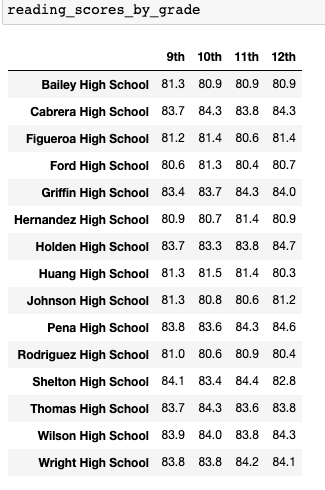 reading_scores_by_grade
9th 10th 11th 12th
Bailey High School 81.3 80.9 80.9 80.9
Cabrera High School 83.7 84.3 83.8 84.3
Figueroa High School 81.2 81.4 80.6 81.4
Ford High School 80.6 81.3 80.4 80.7
Griffin High School 83.4 83.7 84.3 84.0
Hernandez High School 80.9 80.7 81.4 80.9
Holden High School 83.7 83.3 83.8 84.7
Huang High School 81.3 81.5 81.4 80.3
Johnson High School 81.3 80.8 80.6 81.2
Pena High School 83.8 83.6 84.3 84.6
Rodriguez High School 81.0 80.6 80.9 80.4
Shelton High School 84.1 83.4 84.4 82.8
Thomas High School 83.7 84.3 83.6 83.8
Wilson High School 83.9 84.0 83.8 84.3
Wright High School 83.8 83.8 84.2 84.1